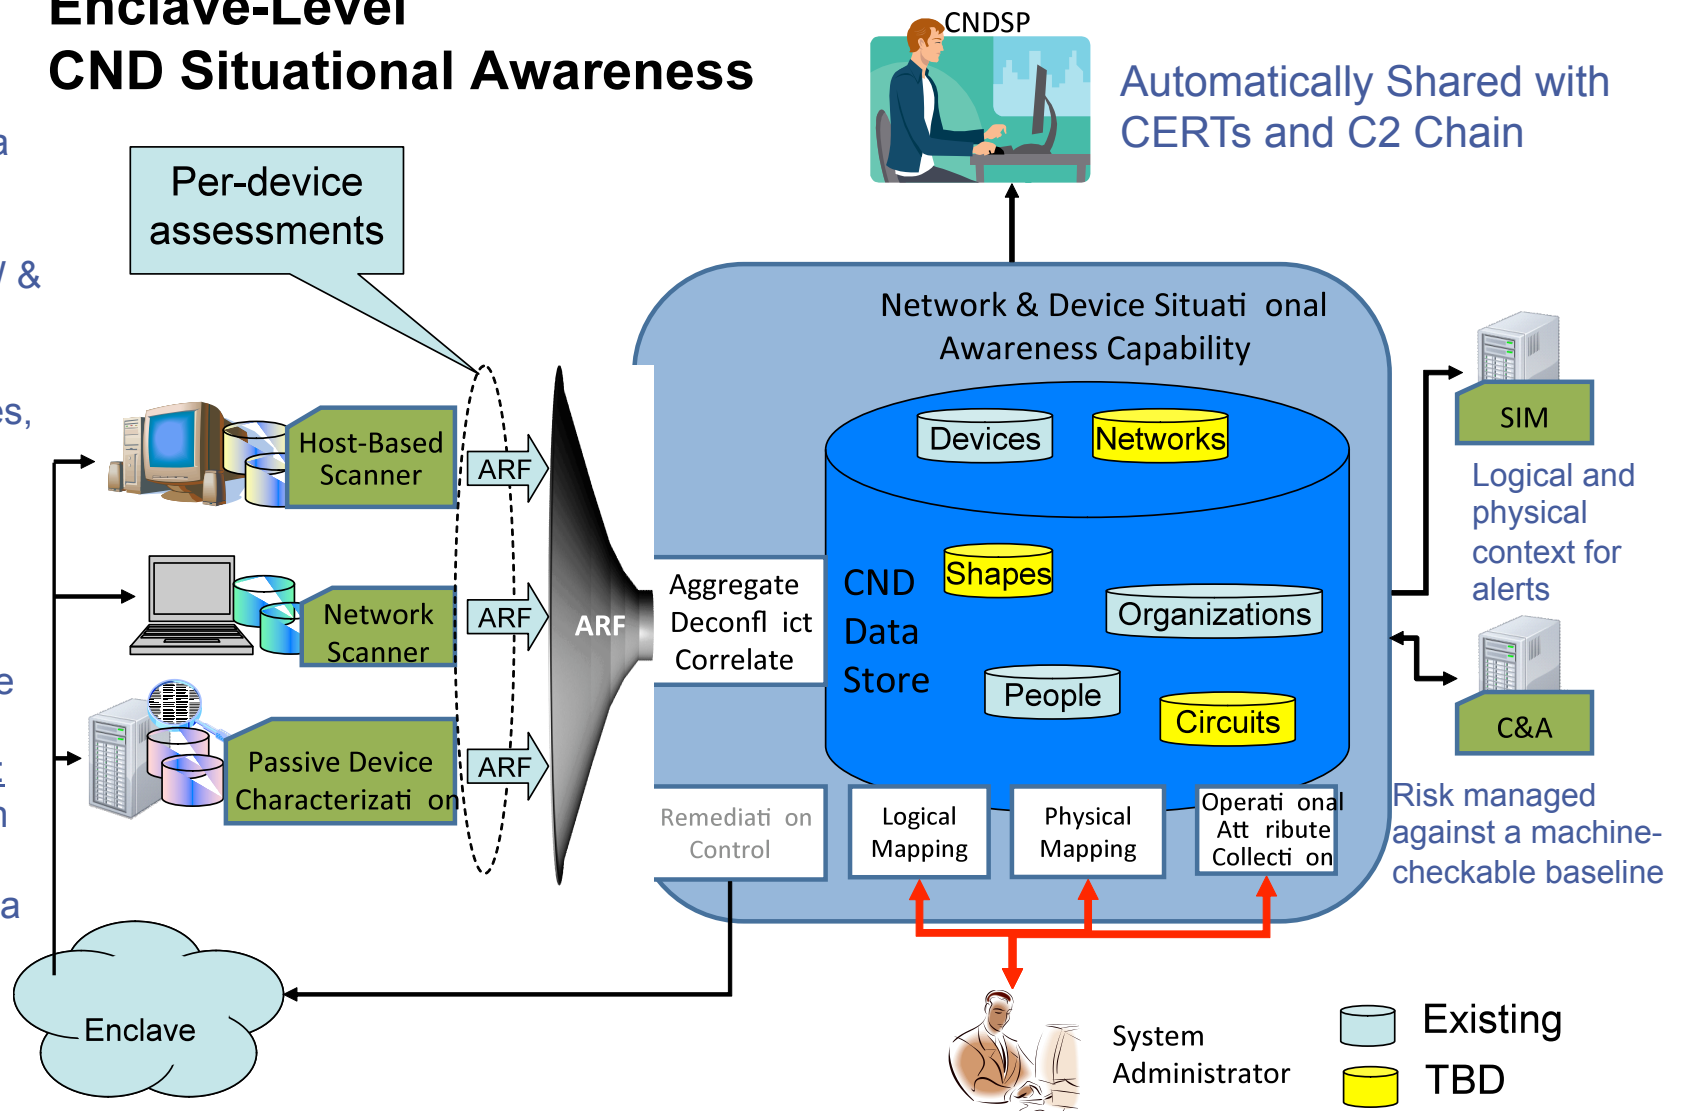 Enclave-Level
CND Situational Awareness
CNDSP
Automatically Shared with
CERTs and C2 Chain
a
Per-device
assessments
&
es,
e
a
Network & Device Situati onal
Awareness Capability
Devices
Networks
Shapes
Organizations
People
Circuits
CND
Data
Store
Host-Based
Scanner
ARF
Network
Scanner
ARF
Passive Device
Characterizati on
ARF
ARF
Aggregate
Deconfl ict
Correlate
Remediati on
Control
Logical
Mapping
Physical
Mapping
Operati onal
Att ribute
Collecti on
SIM
Logical and
physical
context for
alerts
C&A
Risk managed
against a machine-
checkable baseline
Enclave
System
Administrator
Existing
TBD